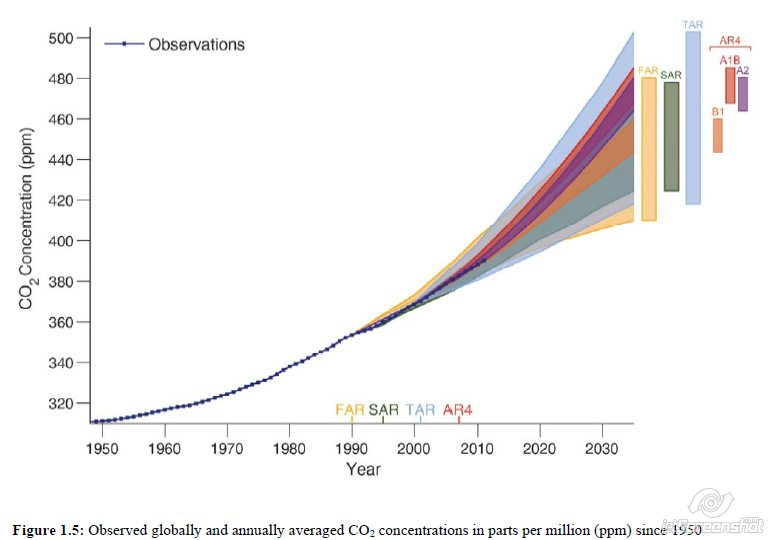 TAR
500
Observations
AR4
480
A1B
FAR
SAR
A2
460
B1
440
420
400
380
360
340
320
CO2 Concentration (ppm)
FAR SAR TAR AR4
1950 1960 1970 1980 1990 2000 2010 2020 2030
Year
Figure 1.5: Observed globally and annually averaged CO2 concentrations in parts per million (ppm) since 1950